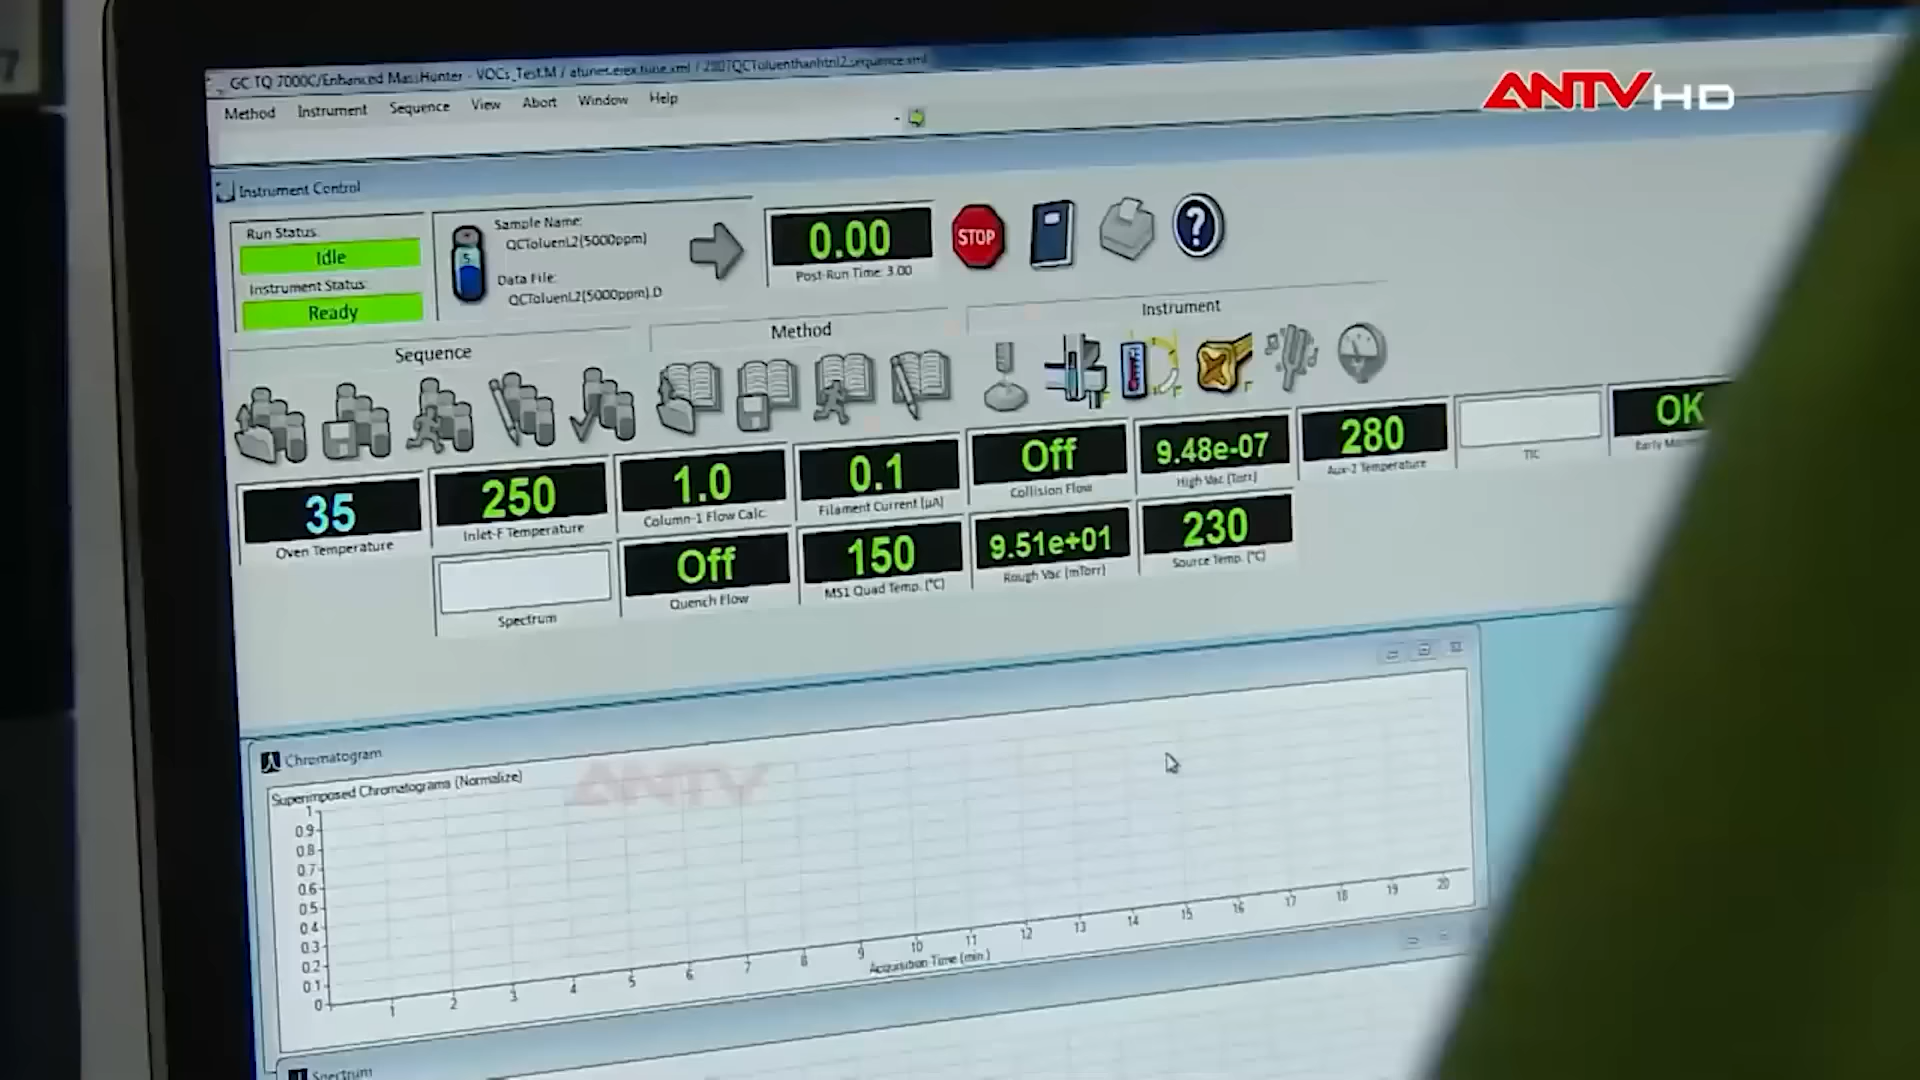 GC TQ 7000C/Enhanced MassHunter - VOCs_Test.M / atunes.eiex.tune.xml / 2807QCToluenthanhtnl2.sequence.xml
ANTV HD
Method Instrument Sequence View Abort Window Help
Instrument Control
Run Status:
Idle
Instrument Status:
Ready
5
Sample Name:
QCToluenL2(5000ppm)
Data File:
QCToluenL2(5000ppm).D
0.00
Post-Run Time: 3.00
STOP
?
Sequence
Method
Instrument
35
Oven Temperature
250
Inlet-F Temperature
1.0
Column-1 Flow Calc.
0.1
Filament Current (µA)
Off
Collision Flow
9.48e-07
High Vac (Torr)
280
Aux-2 Temperature
TIC
OK
Spectrum
Off
Quench Flow
150
MS1 Quad Temp. (°C)
9.51e+01
Rough Vac (mTorr)
230
Source Temp. (°C)
Chromatogram
Superimposed Chromatograms (Normalize)
ANTV
1
0.9
0.8
0.7
0.6
0.5
0.4
0.3
0.2
0.1
0
1 2 3 4 5 6 7 8 9 10 11 12 13 14 15 16 17 18 19 20
Acquisition Time (min.)
Spectrum